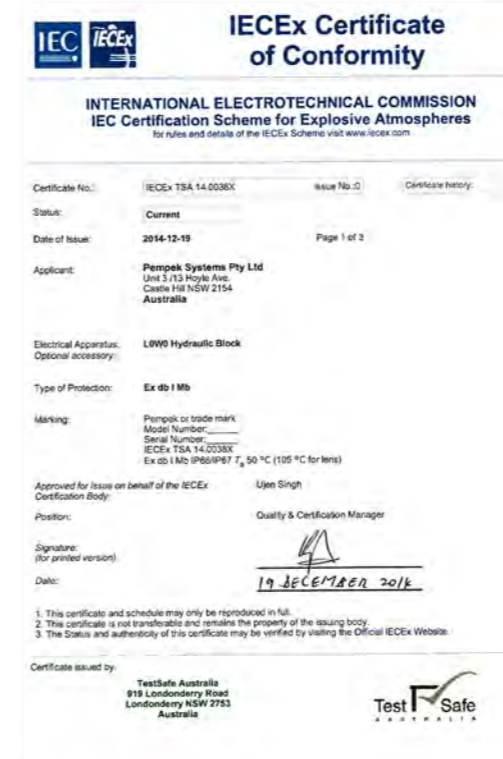 IEC IECEx
IECEx Certificate
of Conformity
INTERNATIONAL ELECTROTECHNICAL COMMISSION
IEC Certification Scheme for Explosive Atmospheres
for rules and details of the IECEx Scheme visit www.iecex.com
Certificate No.: IECEx TSA 14.0038X issue No.:0 Certificate history:
Status: Current
Date of Issue: 2014-12-19 Page 1 of 3
Applicant: Pempek Systems Pty Ltd
Unit 3 /13 Hoyle Ave.
Castle Hill NSW 2154
Australia
Electrical Apparatus: L0W0 Hydraulic Block
Optional accessory:
Type of Protection: Ex db I Mb
Marking: Pempek or trade mark
Model Number:______
Serial Number:______
IECEx TSA 14.0038X
Ex db I Mb IP66/IP67 Ta 50 °C (105 °C for lens)
Approved for issue on behalf of the IECEx Ujen Singh
Certification Body:
Position: Quality & Certification Manager
Signature:
(for printed version)
Date: 19 DECEMBER 2014
1. This certificate and schedule may only be reproduced in full.
2. This certificate is not transferable and remains the property of the issuing body.
3. The Status and authenticity of this certificate may be verified by visiting the Official IECEx Website.
Certificate issued by:
TestSafe Australia
919 Londonderry Road
Londonderry NSW 2753
Australia
Test Safe
AUSTRALIA